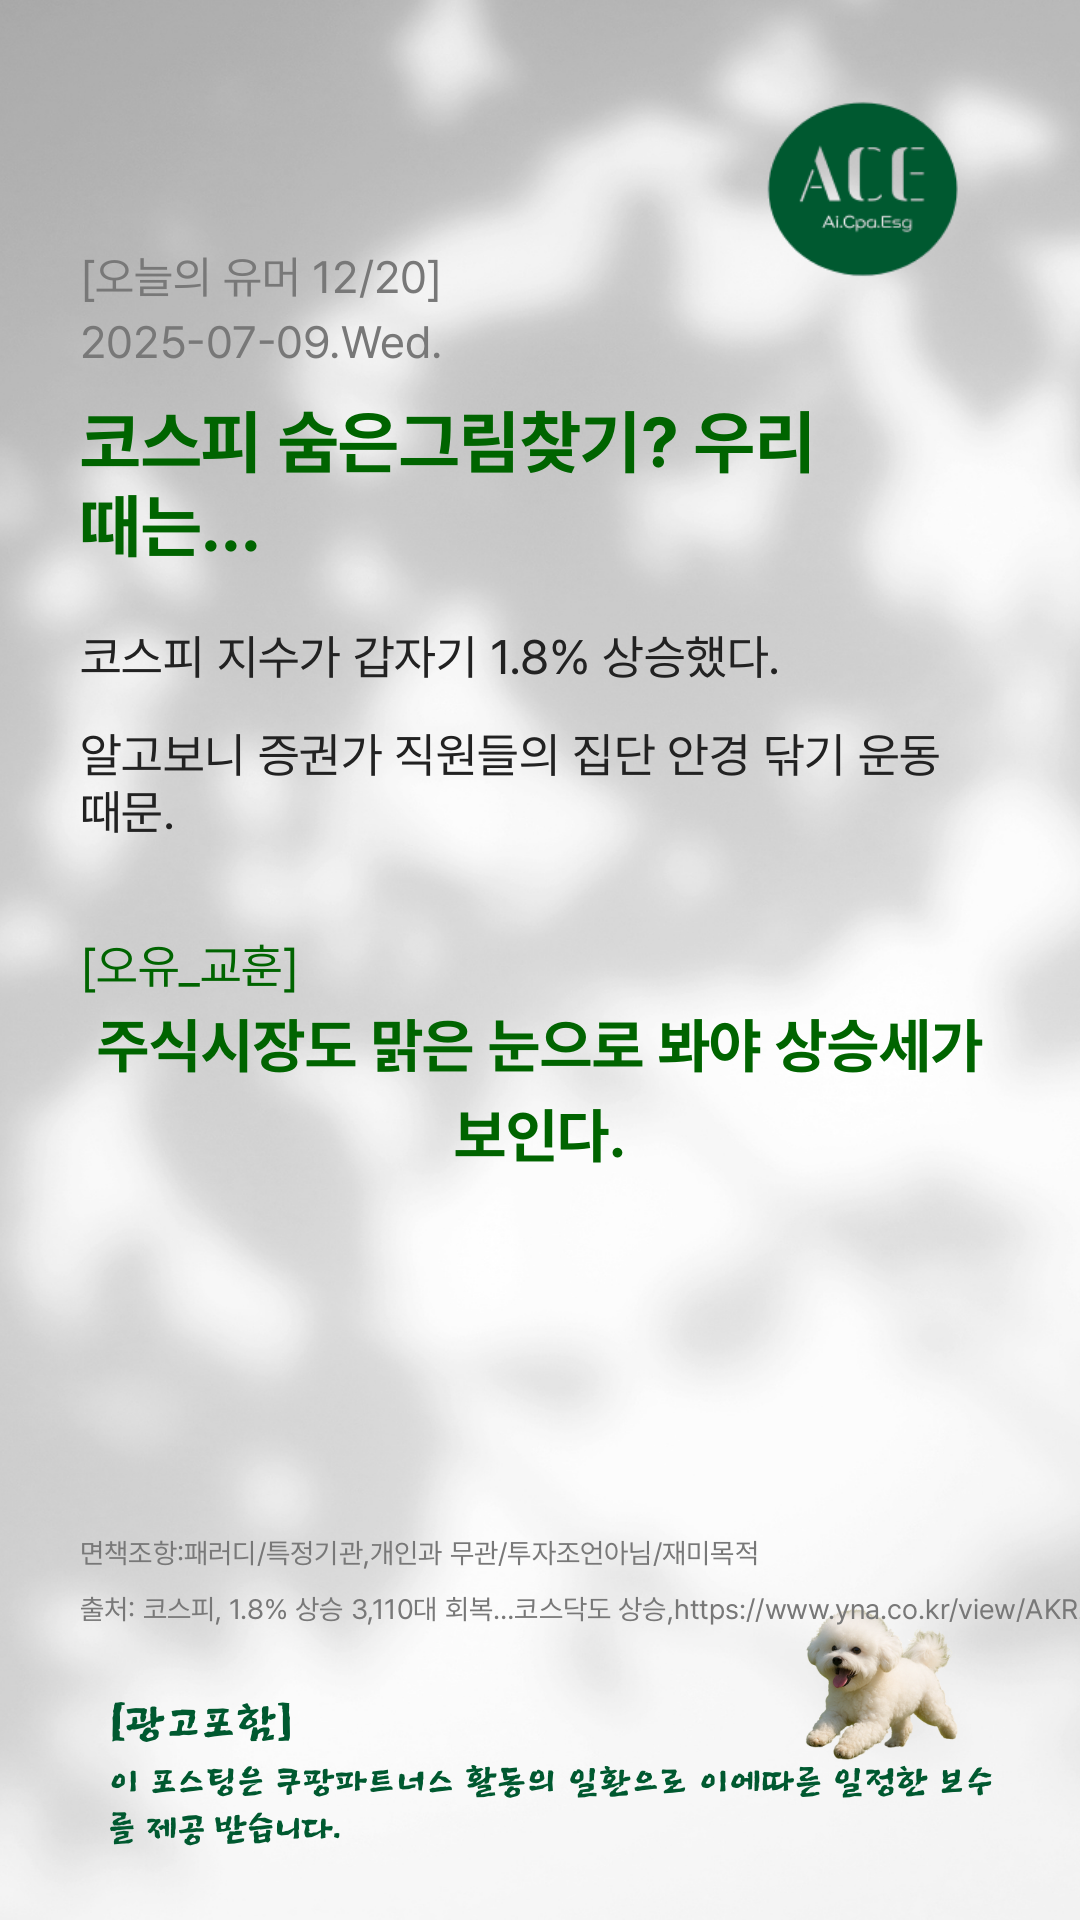 ACE
Ai.Cpa.Esg
[오늘의 유머 12/20]
2025-07-09.Wed.
코스피 숨은그림찾기? 우리
때는...
코스피 지수가 갑자기 1.8% 상승했다.
알고보니 증권가 직원들의 집단 안경 닦기 운동
때문.
[오유_교훈]
주식시장도 맑은 눈으로 봐야 상승세가
보인다.
면책조항:패러디/특정기관,개인과 무관/투자조언아님/재미목적
출처: 코스피, 1.8% 상승 3,110대 회복...코스닥도 상승,https://www.yna.co.kr/view/AKR
[광고포함]
이 포스팅은 쿠팡파트너스 활동의 일환으로 이에따른 일정한 보수
를 제공 받습니다.